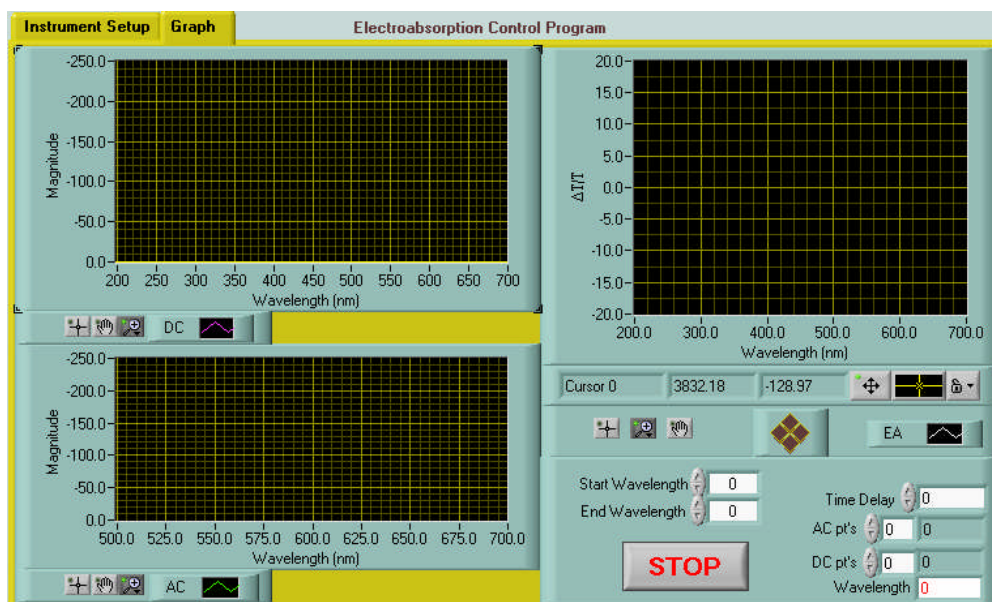 Instrument Setup Graph Electroabsorption Control Program
-250.0
-200.0
-150.0
-100.0
-50.0
0.0
Magnitude
200 250 300 350 400 450 500 550 600 650 700
Wavelength (nm)
DC
-250.0
-200.0
-150.0
-100.0
-50.0
0.0
Magnitude
500.0 525.0 550.0 575.0 600.0 625.0 650.0 675.0 700.0
Wavelength (nm)
AC
20.0
15.0
10.0
5.0
0.0
-5.0
-10.0
-15.0
-20.0
ΔT/T
200.0 300.0 400.0 500.0 600.0 700.0
Wavelength (nm)
Cursor 0 3832.18 -128.97
EA
Start Wavelength 0
End Wavelength 0
STOP
Time Delay 0
AC pt's 0 0
DC pt's 0 0
Wavelength 0